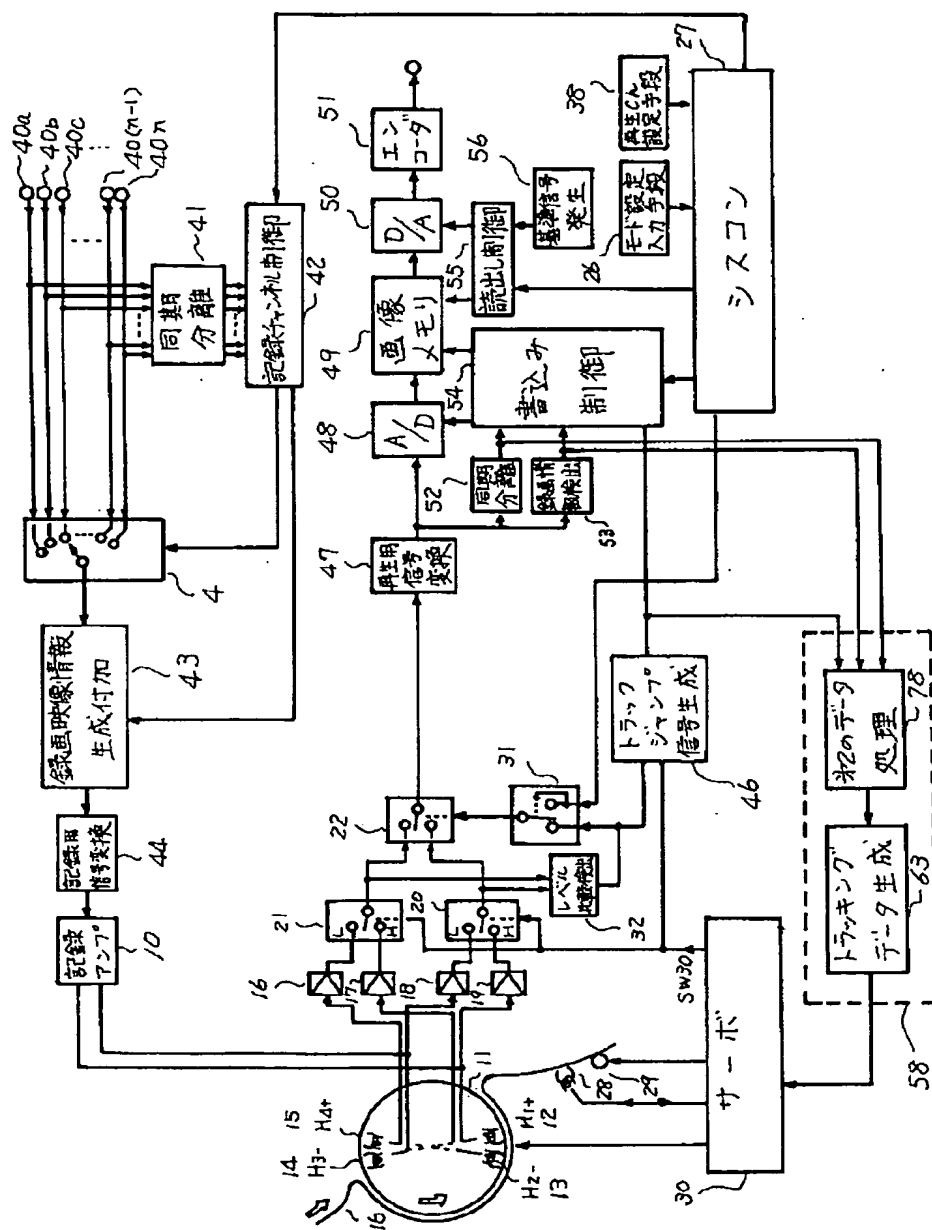 40a
40b
40c
40(n-1)
40n
41
同期
分離
42
記録チャンネル制御
4
43
録画映像情報
生成付加
44
記録用
信号変換
10
記録
アンプ
51
エン
コーダ
50
D/A
56
基準信号
発生
55
読出し制御
49
画像
メモリ
48
A/D
54
書込み
制御
52
同期
分離
録画情
報検出
53
47
再生用
信号
変換
38
再生Ch
設定手段
26
モード設定
入力手段
27
シスコン
22
31
21
L
H
20
L
H
レベル
比較検出
32
16
17
18
19
46
トラック
ジャンプ
信号生成
78
第2のデータ
処理
63
トラッキング
データ生成
58
SW30
サーボ
30
28
29
11
15
H4+
14
H3-
H1+
12
H2-
13
16